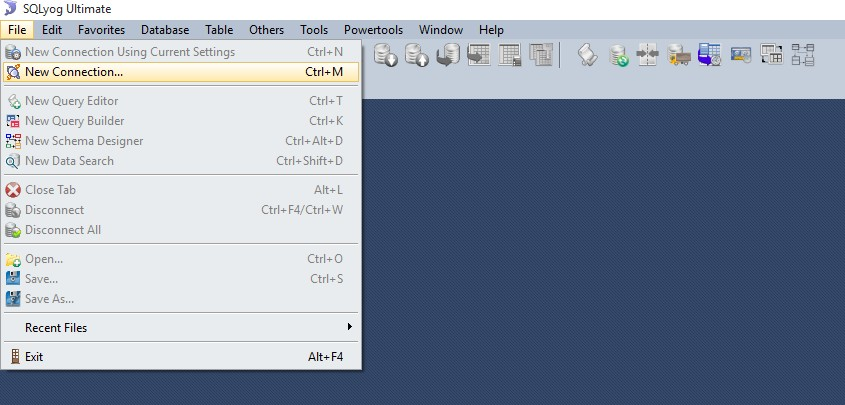 SQLyog Ultimate
File Edit Favorites Database Table Others Tools Powertools Window Help
New Connection Using Current Settings Ctrl+N
New Connection... Ctrl+M
New Query Editor Ctrl+T
New Query Builder Ctrl+K
New Schema Designer Ctrl+Alt+D
New Data Search Ctrl+Shift+D
Close Tab Alt+L
Disconnect Ctrl+F4/Ctrl+W
Disconnect All
Open... Ctrl+O
Save... Ctrl+S
Save As...
Recent Files
Exit Alt+F4